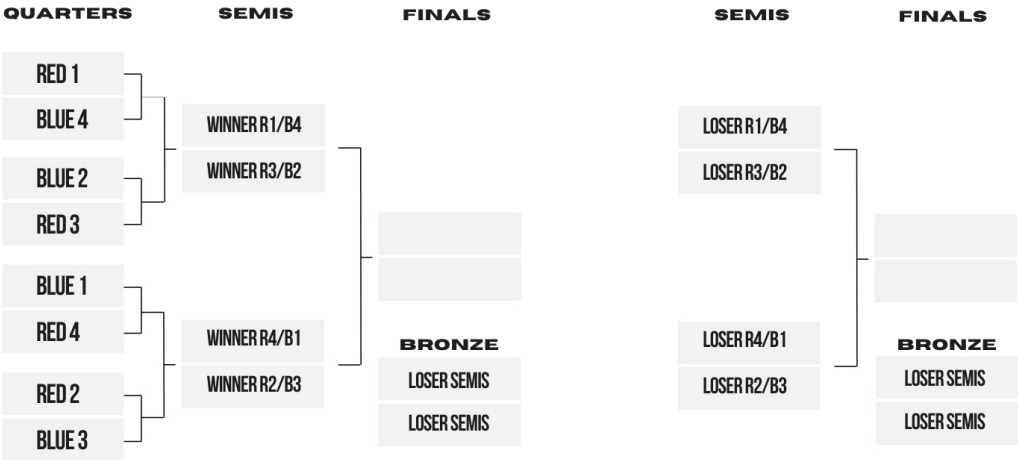 QUARTERS
SEMIS
FINALS
RED 1
BLUE 4
BLUE 2
RED 3
BLUE 1
RED 4
RED 2
BLUE 3
WINNER R1/B4
WINNER R3/B2
WINNER R4/B1
WINNER R2/B3
BRONZE
LOSER SEMIS
LOSER SEMIS
SEMIS
FINALS
LOSER R1/B4
LOSER R3/B2
LOSER R4/B1
LOSER R2/B3
BRONZE
LOSER SEMIS
LOSER SEMIS